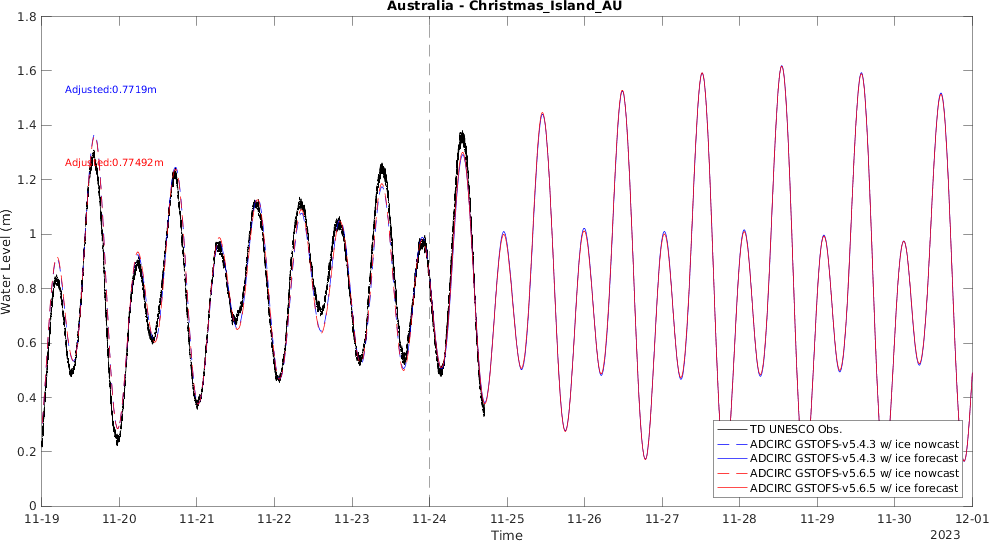 Australia - Christmas_Island_AU
1.8
1.6
1.4
1.2
1
0.8
0.6
0.4
0.2
0
Water Level (m)
Adjusted:0.7719m
Adjusted:0.77492m
TD UNESCO Obs.
ADCIRC GSTOFS-v5.4.3 w/ ice nowcast
ADCIRC GSTOFS-v5.4.3 w/ ice forecast
ADCIRC GSTOFS-v5.6.5 w/ ice nowcast
ADCIRC GSTOFS-v5.6.5 w/ ice forecast
11-19 11-20 11-21 11-22 11-23 11-24 11-25 11-26 11-27 11-28 11-29 11-30 12-01
Time
2023